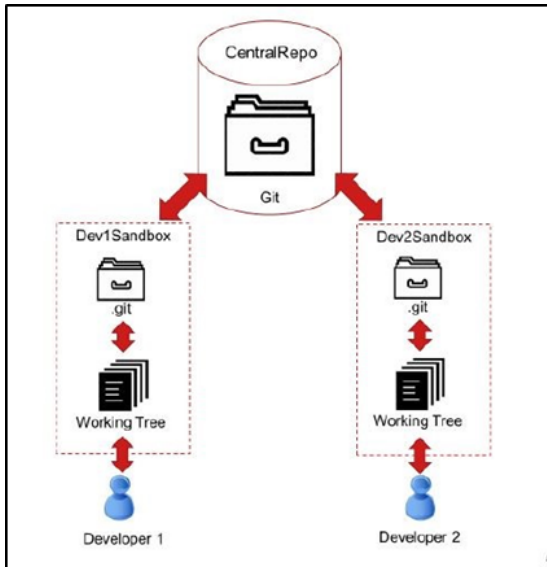 CentralRepo
Git
Dev1Sandbox
Dev2Sandbox
.git
.git
Working Tree
Working Tree
Developer 1
Developer 2